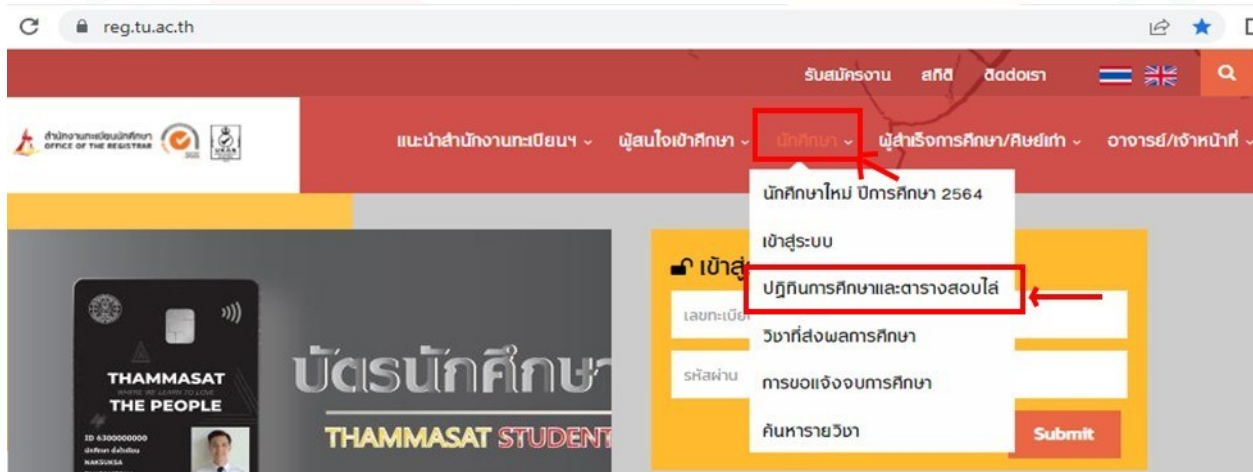 reg.tu.ac.th
รับสมัครงาน สถิติ ติดต่อเรา
สำนักงานทะเบียนนักศึกษา
OFFICE OF THE REGISTRAR
SGS
UKAS
แนะนำสำนักงานทะเบียนฯ ผู้สนใจเข้าศึกษา นักศึกษา ผู้สำเร็จการศึกษา/ศิษย์เก่า อาจารย์/เจ้าหน้าที่
นักศึกษาใหม่ ปีการศึกษา 2564
เข้าสู่ระบบ
ปฏิทินการศึกษาและตารางสอบไล่
วิชาที่ส่งผลการศึกษา
การขอแจ้งจบการศึกษา
ค้นหารายวิชา
เข้าสู่
เลขทะเบีย
รหัสผ่าน
Submit
บัตรนักศึกษา
THAMMASAT STUDENT
THAMMASAT
WHERE WE LEARN TO LOVE
THE PEOPLE
ID 6300000000
NAKSUKSA